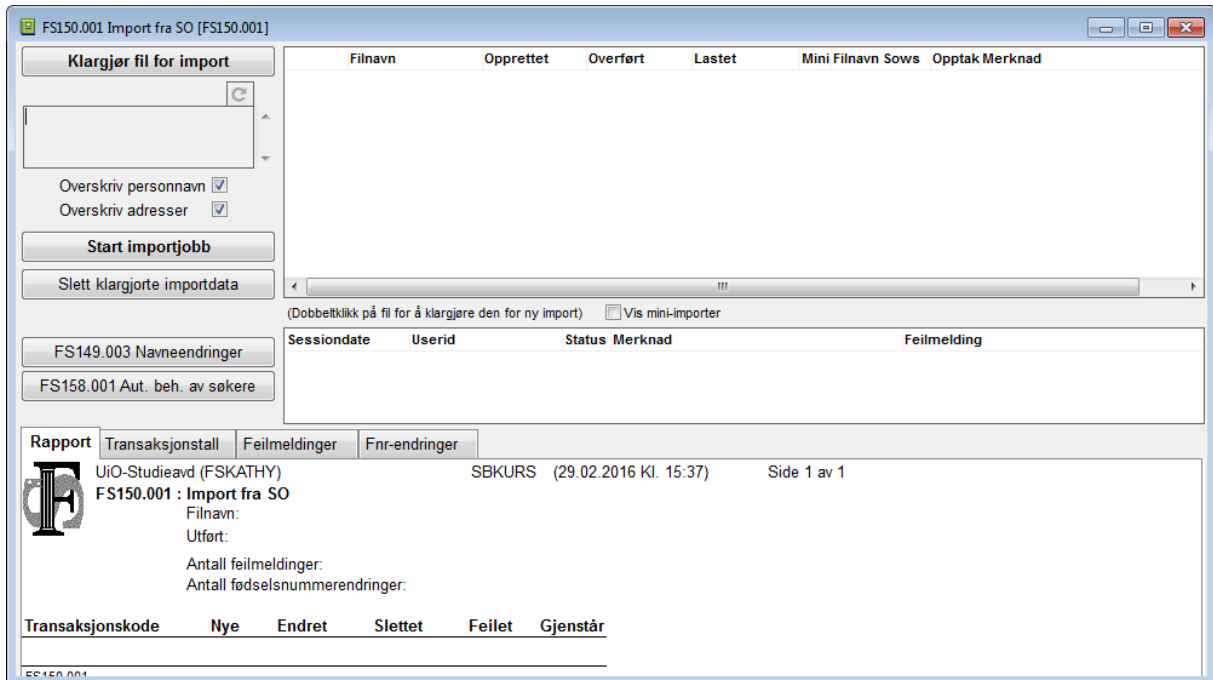 FS150.001 Import fra SO [FS150.001]
Klargjør fil for import
Filnavn Opprettet Overført Lastet Mini Filnavn Sows Opptak Merknad
Overskriv personnavn
Overskriv adresser
Start importjobb
Slett klargjorte importdata
(Dobbeltklikk på fil for å klargjøre den for ny import) Vis mini-importer
Sessiondate Userid Status Merknad Feilmelding
FS149.003 Navneendringer
FS158.001 Aut. beh. av søkere
Rapport Transaksjonstall Feilmeldinger Fnr-endringer
UiO-Studieavd (FSKATHY) SBKURS (29.02.2016 Kl. 15:37) Side 1 av 1
FS150.001 : Import fra SO
Filnavn:
Utført:
Antall feilmeldinger:
Antall fødselsnummerendringer:
Transaksjonskode Nye Endret Slettet Feilet Gjenstår
FS150.001